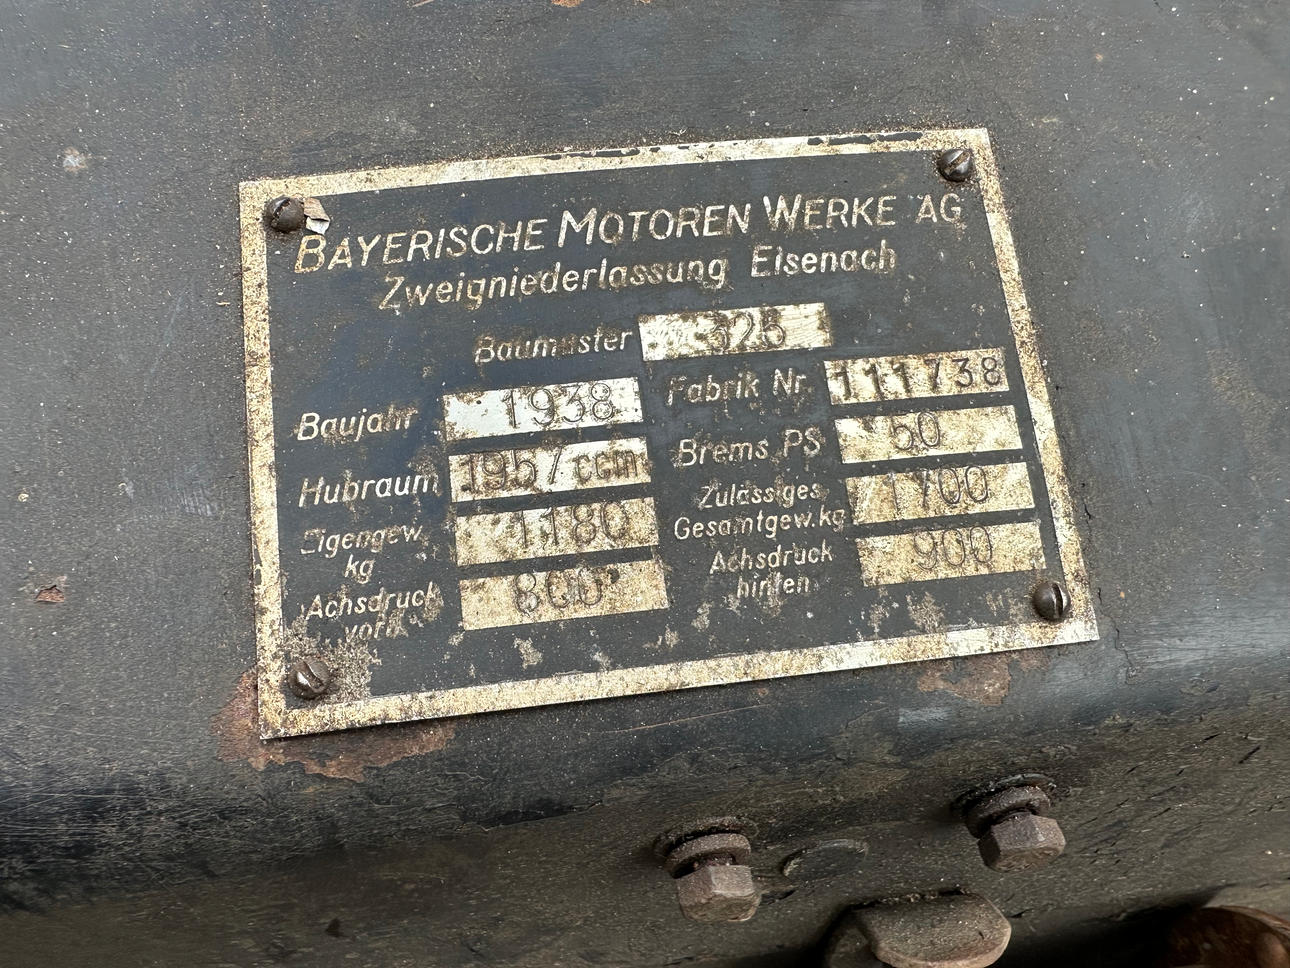 BAYERISCHE MOTOREN WERKE AG
Zweigniederlassung Eisenach
Baumuster 325
Baujahr 1938
Fabrik Nr. 111738
Hubraum 1957 ccm
Brems PS 50
Eigengew. kg 1180
Zulässiges Gesamtgew. kg 1700
Achsdruck vorn 800
Achsdruck hinten 900